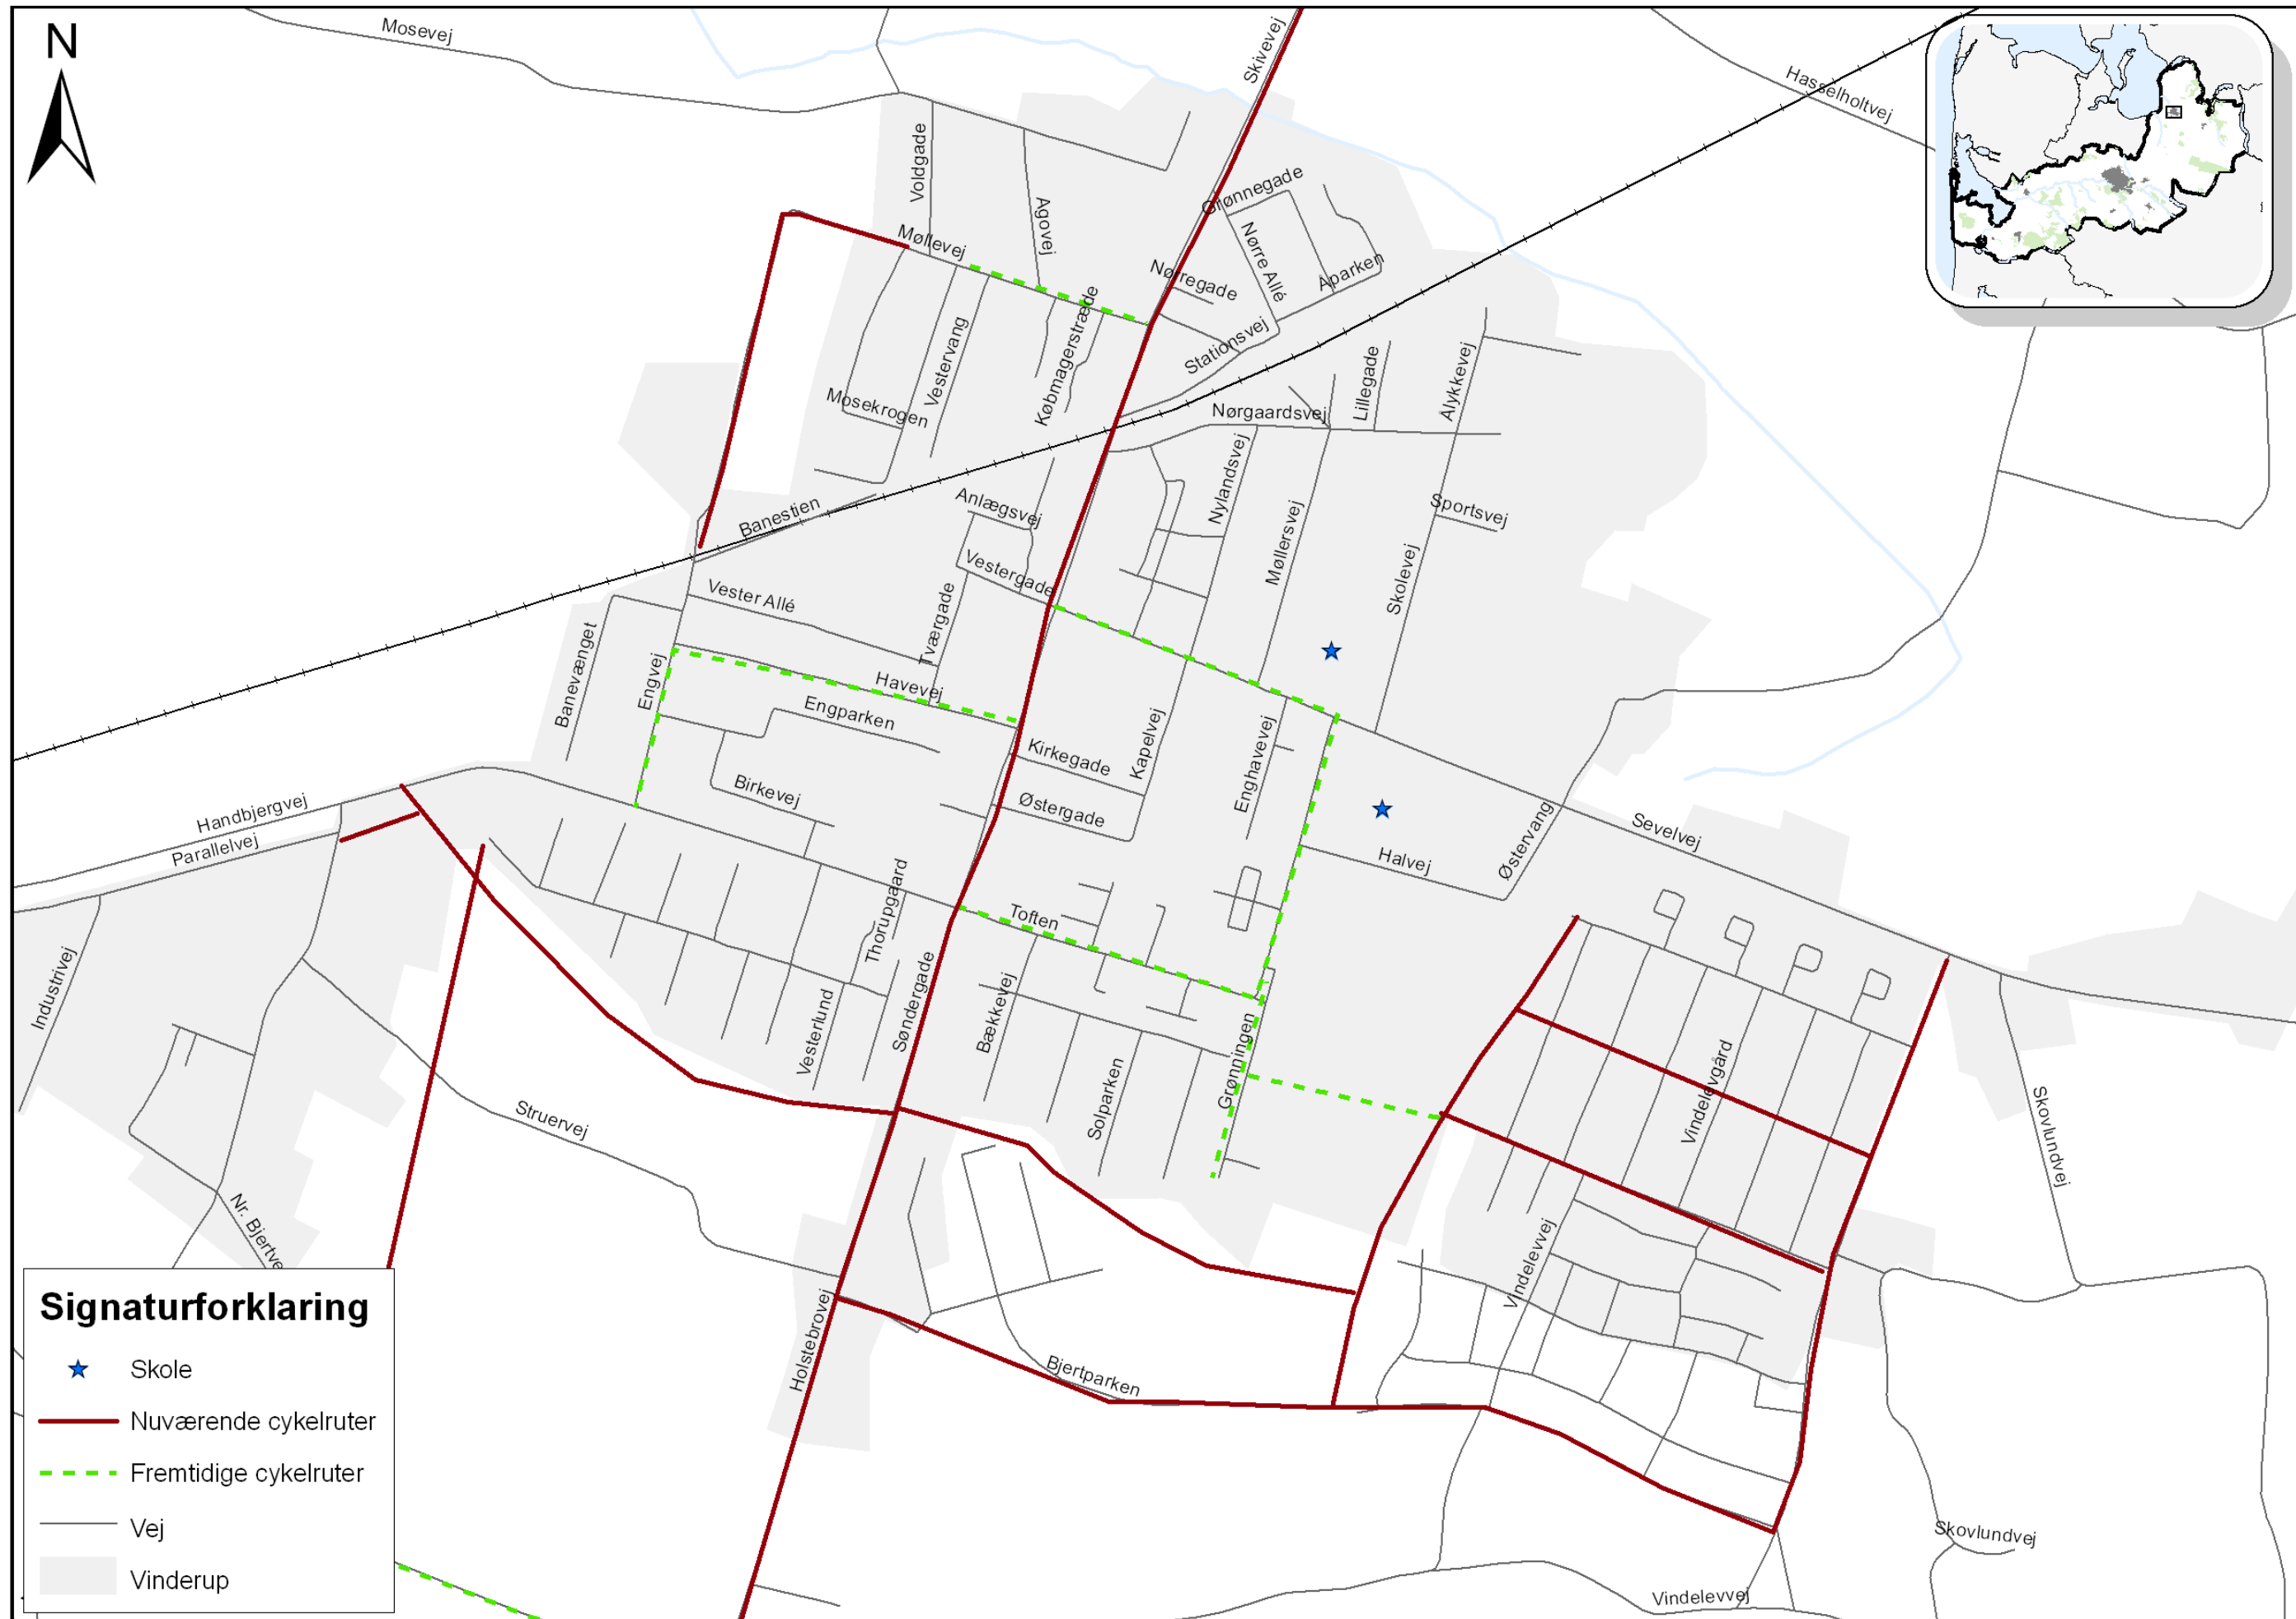 Mosevej
N
Skivevej
Hasselholtvej
Voldgade
Agovej
Grønnegade
Møllevej
Nørre Allé
Nørregade
Åparken
Stationsvej
Købmagerstræde
Vestervang
Mosekrogen
Nørgaardsvej
Lillegade
Ålykkevej
Banestien
Anlægsvej
Nylandsvej
Møllersvej
Sportsvej
Skolevej
Vestergade
Vester Allé
Tværgade
Banevænget
Engvej
Havevej
Engparken
Kirkegade
Kapelvej
Enghavevej
Birkevej
Østergade
Handbjergvej
Parallelvej
Sevelvej
Østervang
Halvej
Thorupgaard
Toften
Industrivej
Søndergade
Vesterlund
Bækkevej
Solparken
Grønningen
Vindelevgård
Skovlundvej
Struervej
Nr. Bjertve
Vindelevvej
Holstebrovej
Bjertparken
Skovlundvej
Vindelevvej
Signaturforklaring
Skole
Nuværende cykelruter
Fremtidige cykelruter
Vej
Vinderup